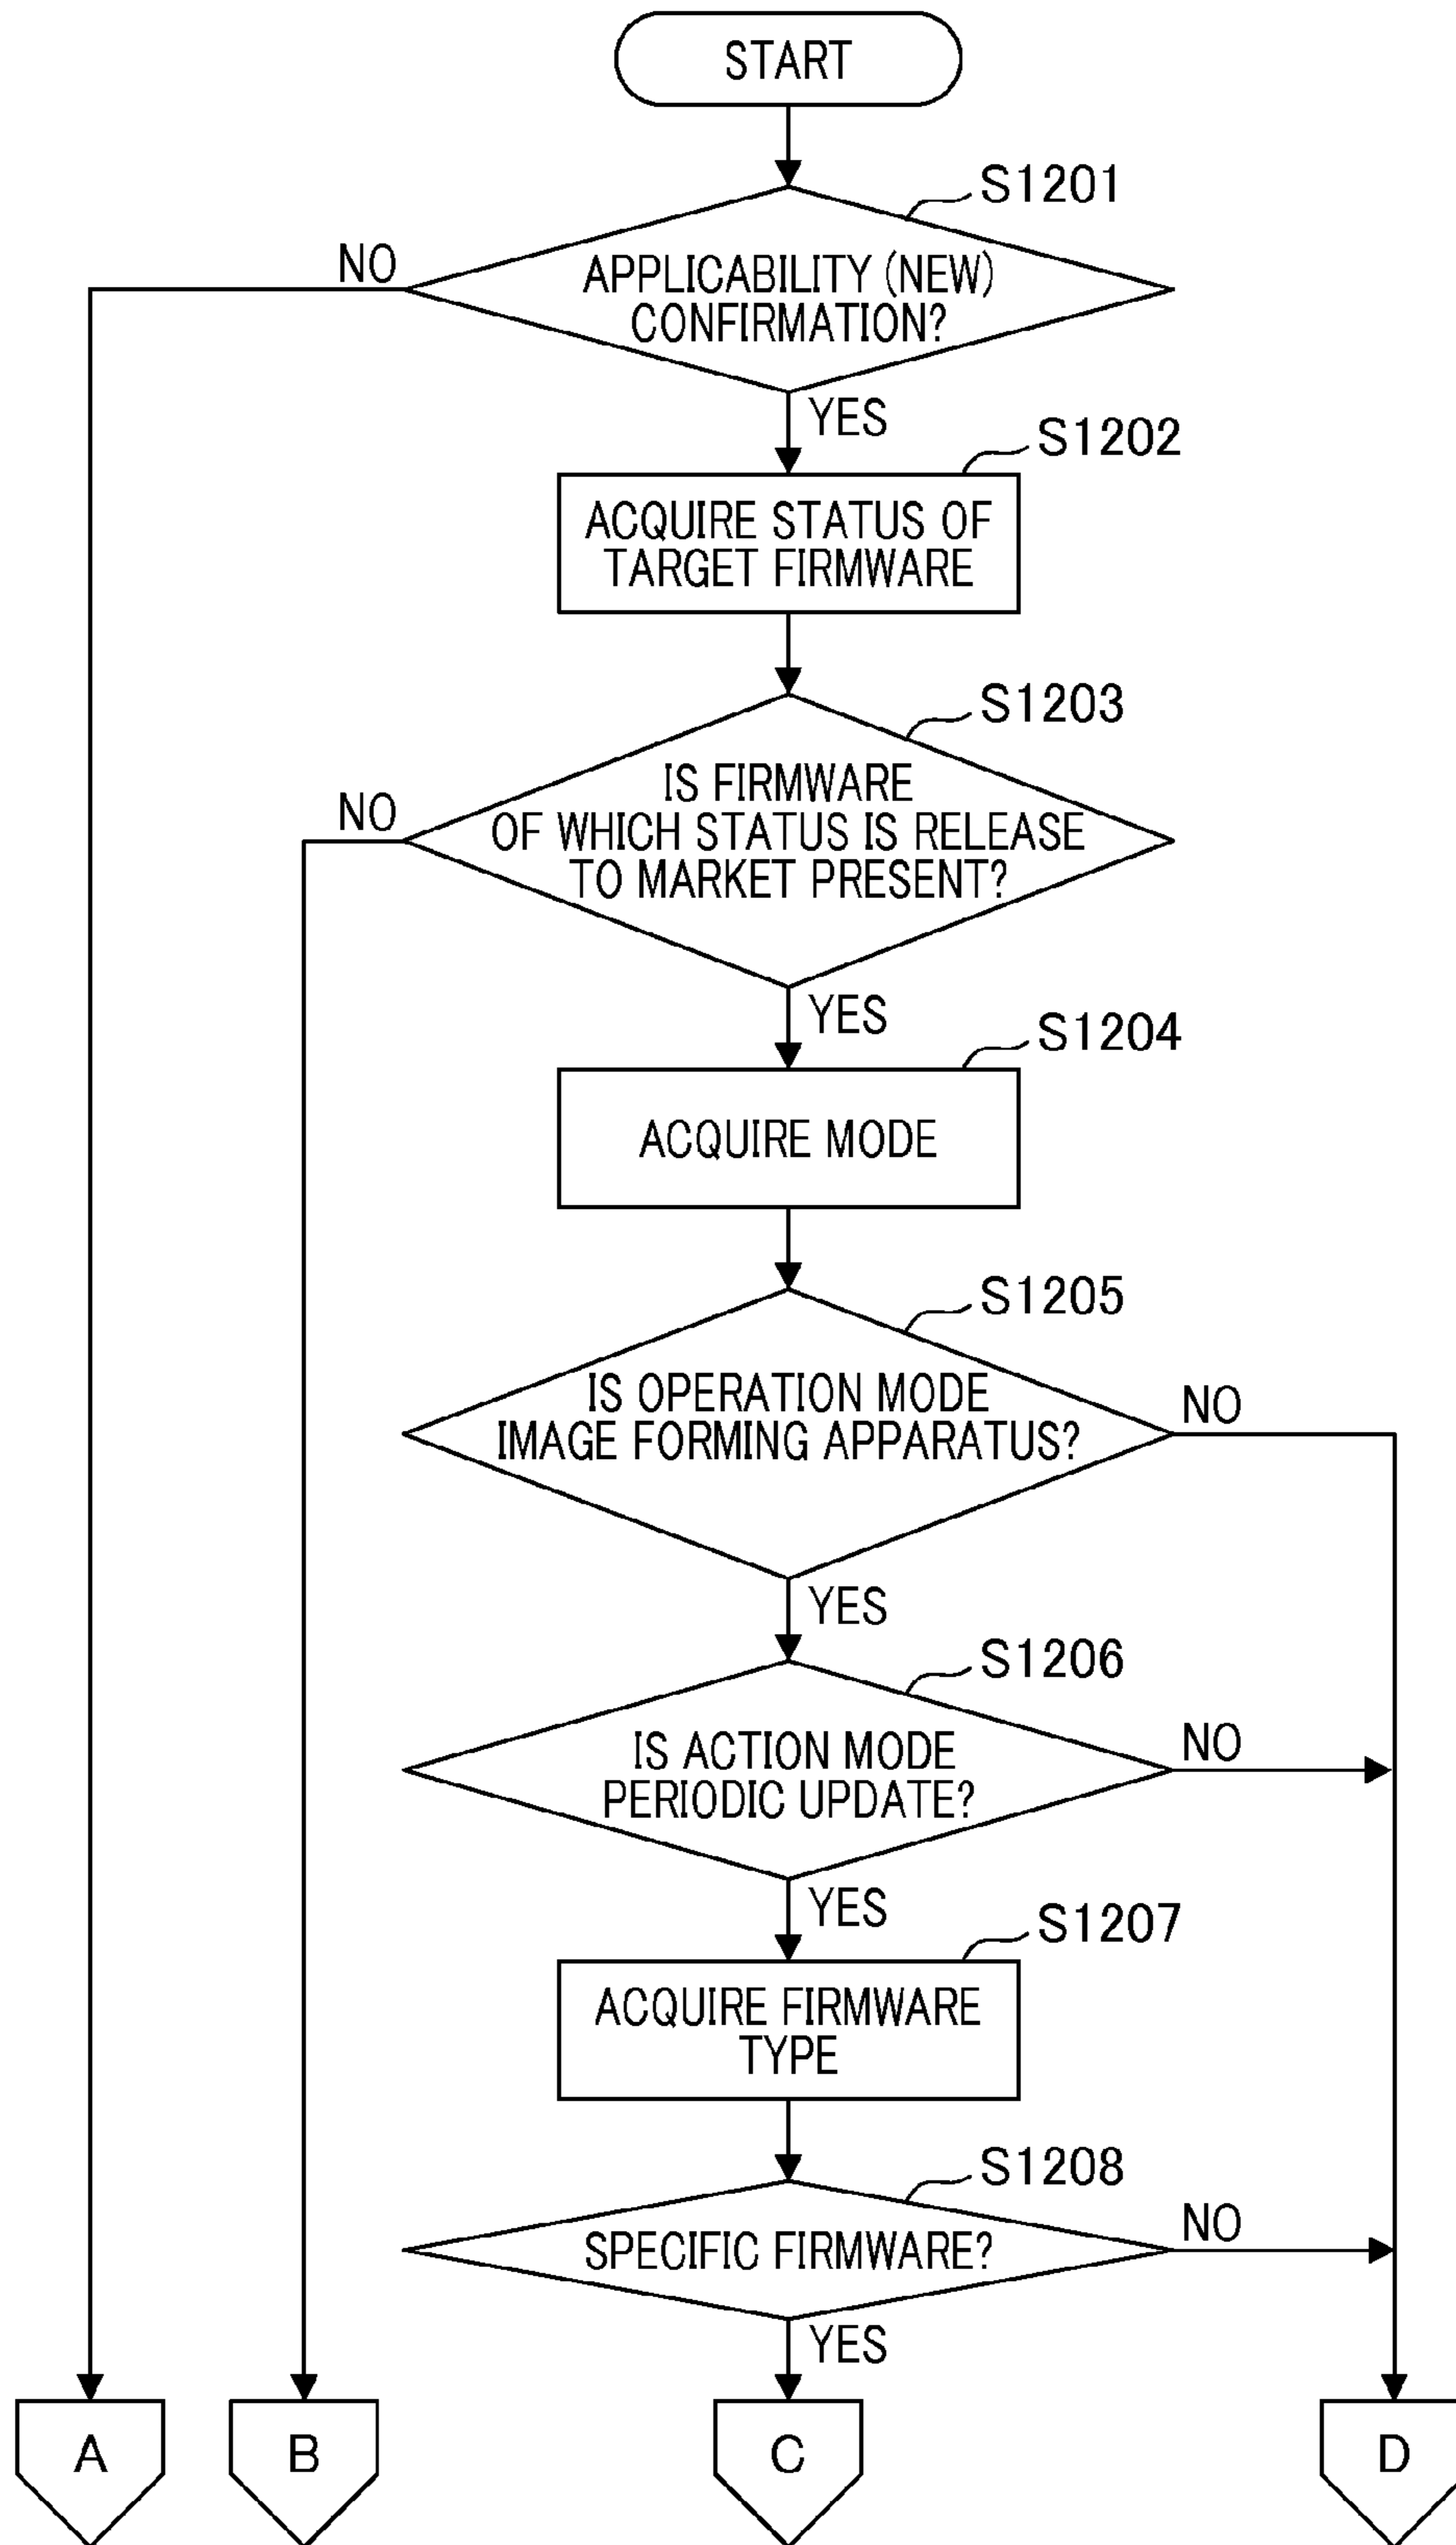 START
S1201
NO
APPLICABILITY (NEW)
CONFIRMATION?
YES
S1202
ACQUIRE STATUS OF
TARGET FIRMWARE
S1203
NO
IS FIRMWARE
OF WHICH STATUS IS RELEASE
TO MARKET PRESENT?
YES
S1204
ACQUIRE MODE
S1205
IS OPERATION MODE
IMAGE FORMING APPARATUS?
NO
YES
S1206
IS ACTION MODE
PERIODIC UPDATE?
NO
YES
S1207
ACQUIRE FIRMWARE
TYPE
S1208
SPECIFIC FIRMWARE?
NO
YES
A
B
C
D